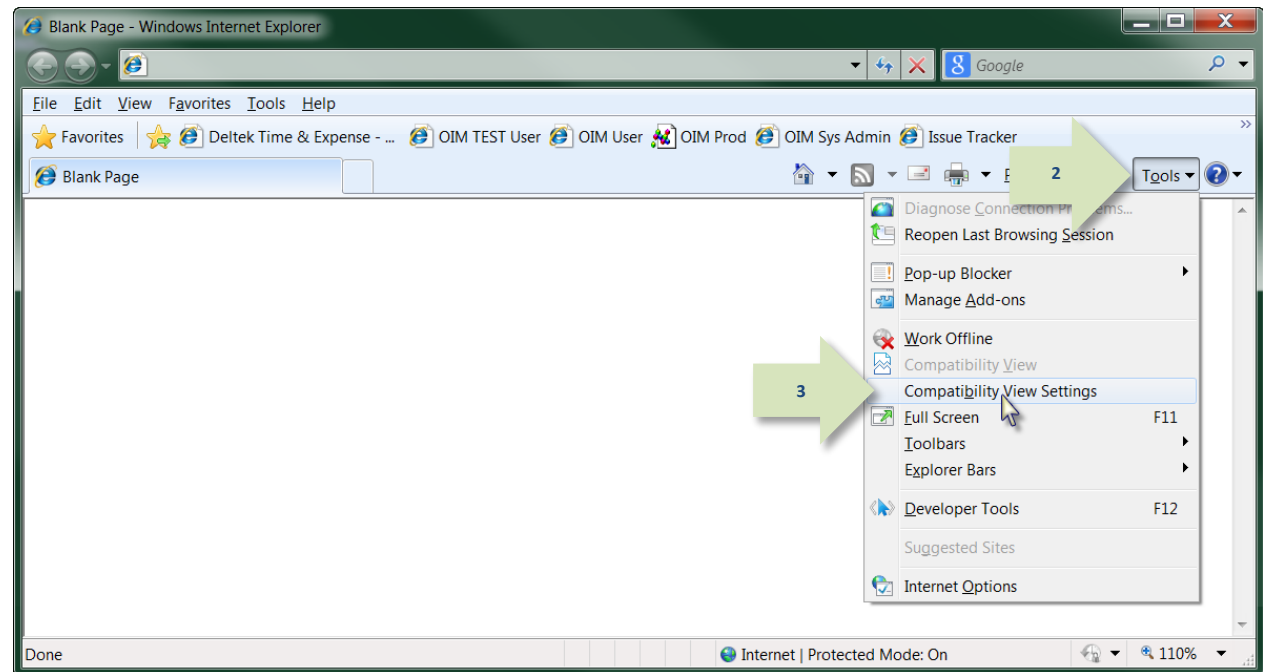 Blank Page - Windows Internet Explorer
Google
File Edit View Favorites Tools Help
Favorites Deltek Time & Expense - ... OIM TEST User OIM User OIM Prod OIM Sys Admin Issue Tracker
Blank Page 2 Tools
Diagnose Connection Problems...
Reopen Last Browsing Session
Pop-up Blocker
Manage Add-ons
Work Offline
Compatibility View
3 Compatibility View Settings
Full Screen F11
Toolbars
Explorer Bars
Developer Tools F12
Suggested Sites
Internet Options
Done Internet | Protected Mode: On 110%